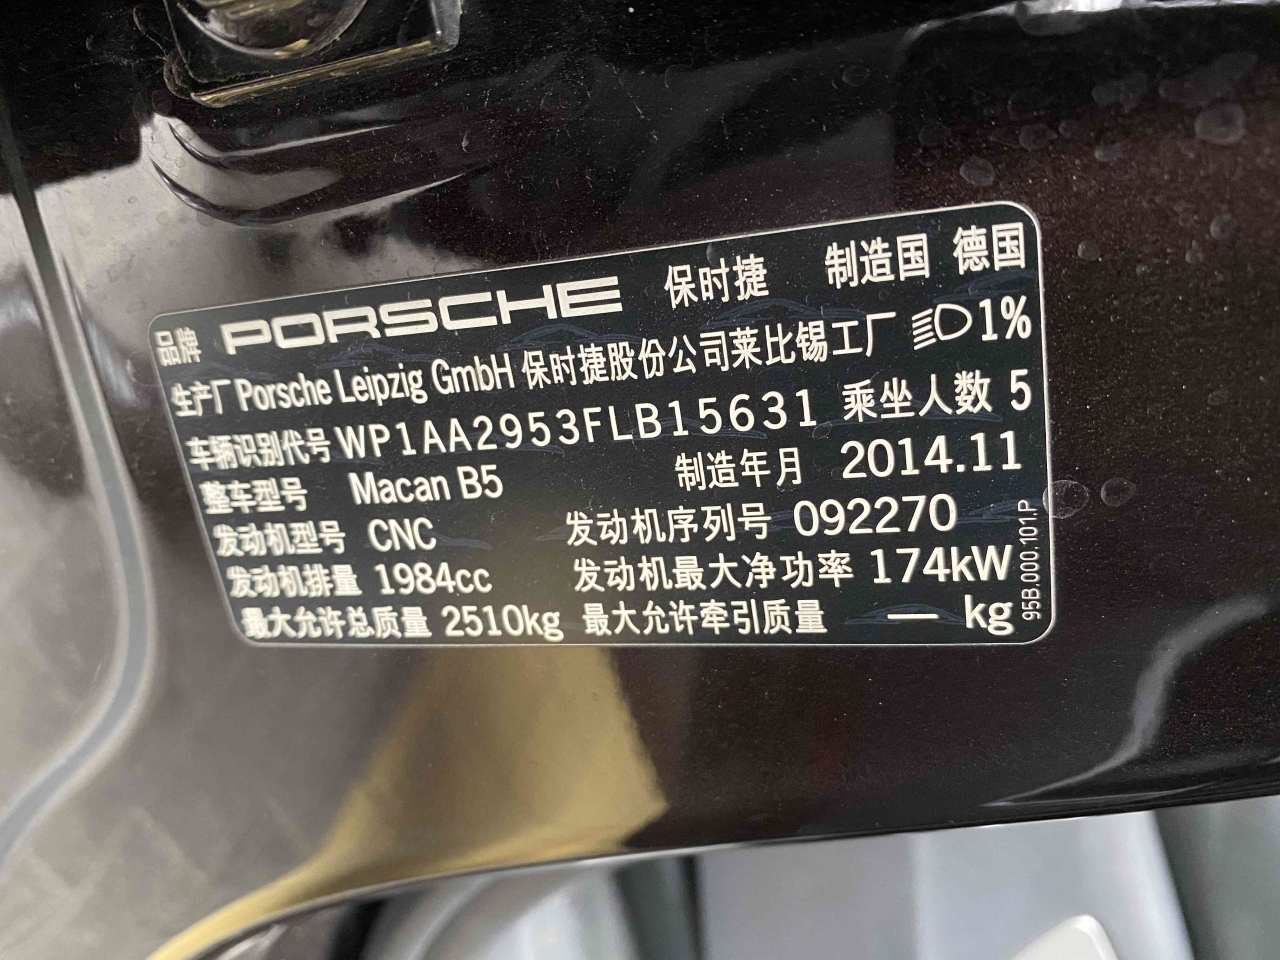 品牌 PORSCHE 保时捷 制造国 德国
生产厂 Porsche Leipzig GmbH 保时捷股份公司莱比锡工厂 1%
车辆识别代号 WP1AA2953FLB15631 乘坐人数 5
整车型号 Macan B5 制造年月 2014.11
发动机型号 CNC 发动机序列号 092270
发动机排量 1984cc 发动机最大净功率 174kW
最大允许总质量 2510kg 最大允许牵引质量 — kg
95B.000.101.P